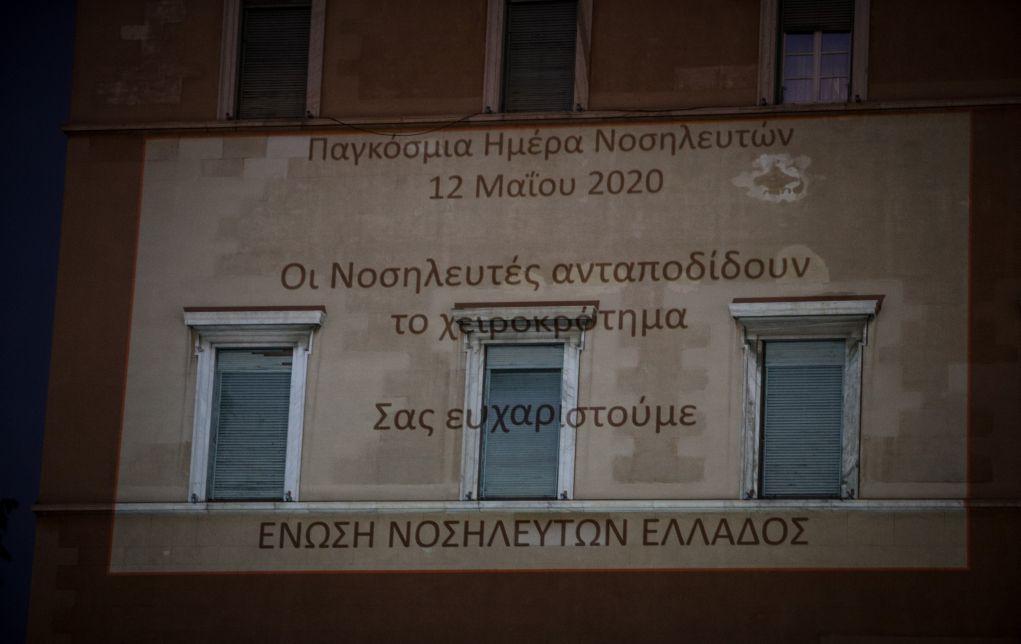 Παγκόσμια Ημέρα Νοσηλευτών
12 Μαΐου 2020
Οι Νοσηλευτές ανταποδίδουν
το χειροκρότημα
Σας ευχαριστούμε
ΕΝΩΣΗ ΝΟΣΗΛΕΥΤΩΝ ΕΛΛΑΔΟΣ